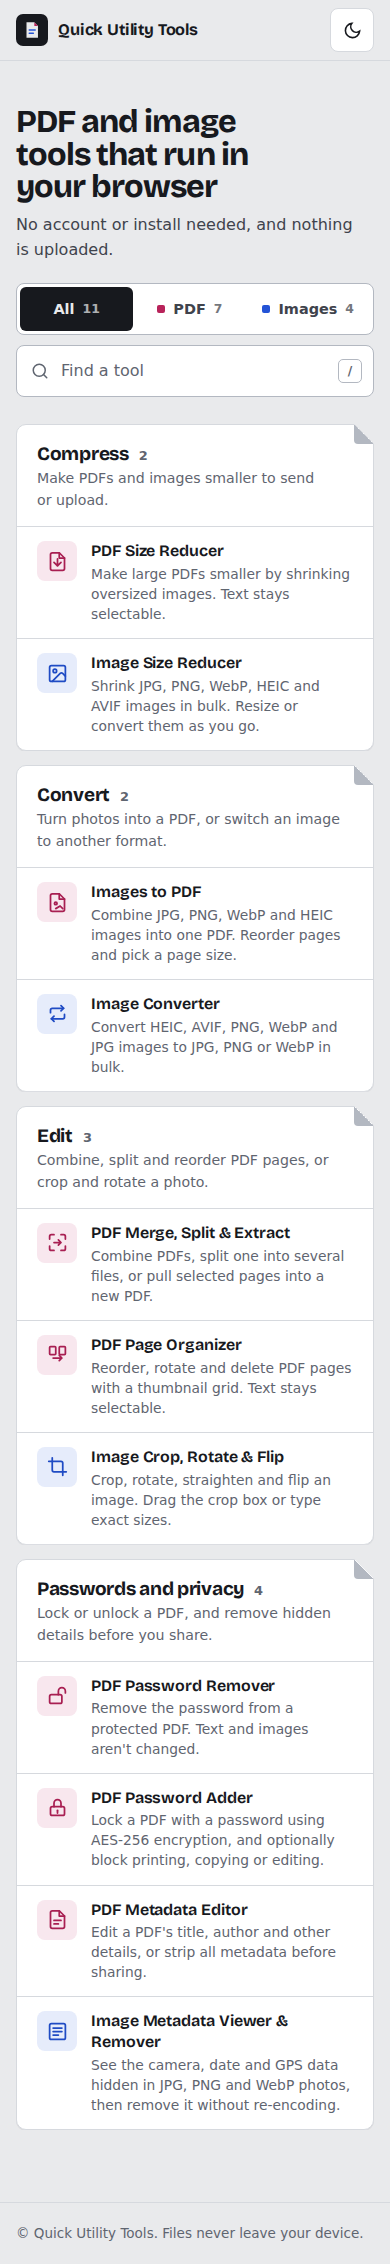 Quick Utility Tools
PDF and image
tools that run in
your browser
No account or install needed, and nothing
is uploaded.
All 11 PDF 7 Images 4
Find a tool /
Compress 2
Make PDFs and images smaller to send
or upload.
PDF Size Reducer
Make large PDFs smaller by shrinking
oversized images. Text stays
selectable.
Image Size Reducer
Shrink JPG, PNG, WebP, HEIC and
AVIF images in bulk. Resize or
convert them as you go.
Convert 2
Turn photos into a PDF, or switch an image
to another format.
Images to PDF
Combine JPG, PNG, WebP and HEIC
images into one PDF. Reorder pages
and pick a page size.
Image Converter
Convert HEIC, AVIF, PNG, WebP and
JPG images to JPG, PNG or WebP in
bulk.
Edit 3
Combine, split and reorder PDF pages, or
crop and rotate a photo.
PDF Merge, Split & Extract
Combine PDFs, split one into several
files, or pull selected pages into a
new PDF.
PDF Page Organizer
Reorder, rotate and delete PDF pages
with a thumbnail grid. Text stays
selectable.
Image Crop, Rotate & Flip
Crop, rotate, straighten and flip an
image. Drag the crop box or type
exact sizes.
Passwords and privacy 4
Lock or unlock a PDF, and remove hidden
details before you share.
PDF Password Remover
Remove the password from a
protected PDF. Text and images
aren't changed.
PDF Password Adder
Lock a PDF with a password using
AES-256 encryption, and optionally
block printing, copying or editing.
PDF Metadata Editor
Edit a PDF's title, author and other
details, or strip all metadata before
sharing.
Image Metadata Viewer &
Remover
See the camera, date and GPS data
hidden in JPG, PNG and WebP photos,
then remove it without re-encoding.
© Quick Utility Tools. Files never leave your device.